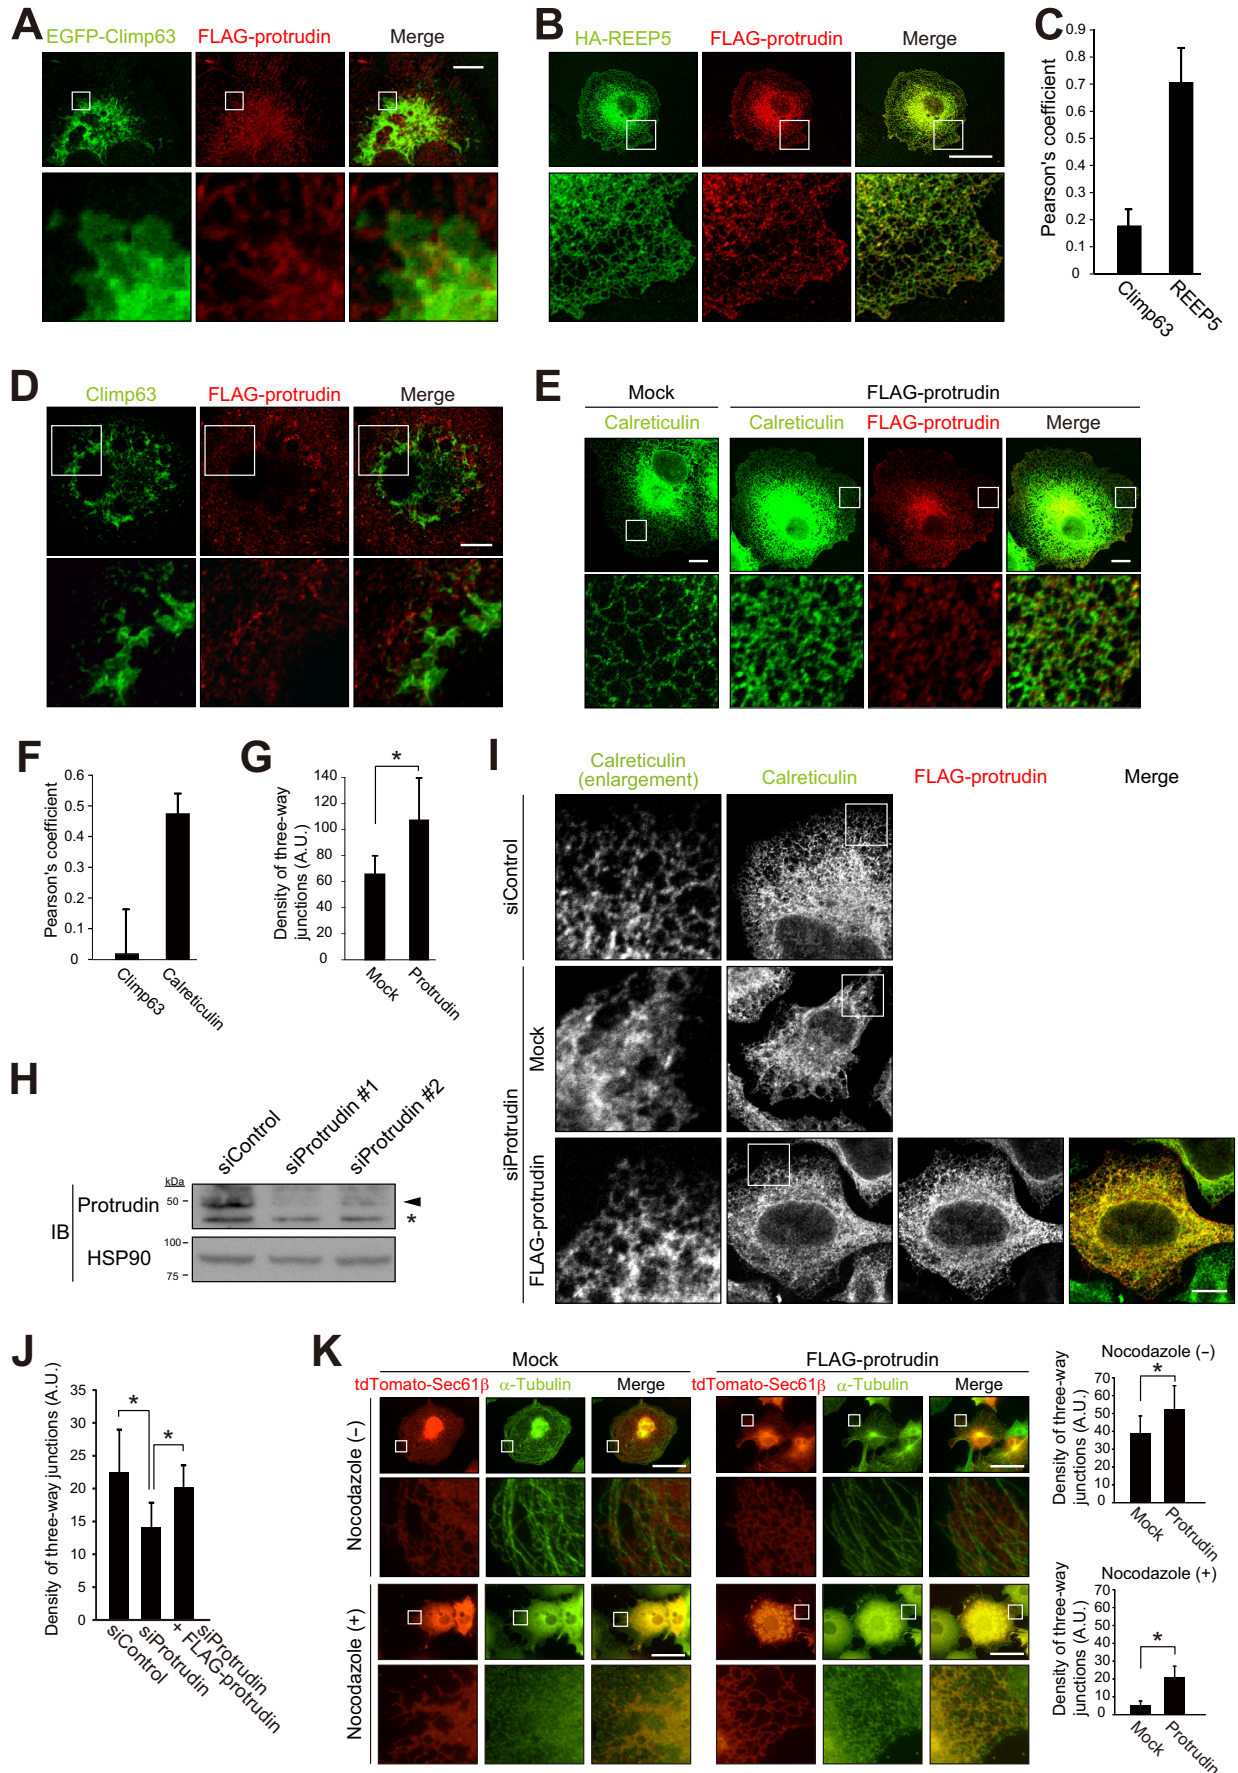 A
EGFP-Climp63 FLAG-protrudin Merge
B
HA-REEP5 FLAG-protrudin Merge
C
Pearson's coefficient
0.9
0.8
0.7
0.6
0.5
0.4
0.3
0.2
0.1
0
Climp63 REEP5
D
Climp63 FLAG-protrudin Merge
E
Mock FLAG-protrudin
Calreticulin Calreticulin FLAG-protrudin Merge
F
Pearson's coefficient
0.6
0.5
0.4
0.3
0.2
0.1
0
Climp63 Calreticulin
G
Density of three-way
junctions (A.U.)
140
120
100
80
60
40
20
0
*
Mock Protrudin
H
siControl siProtrudin #1 siProtrudin #2
kDa
IB
Protrudin 50
*
HSP90
100
75
I
Calreticulin
(enlargement) Calreticulin FLAG-protrudin Merge
siControl
siProtrudin
Mock
FLAG-protrudin
J
Density of three-way junctions (A.U.)
35
30
25
20
15
10
5
0
* *
siControl
siProtrudin
siProtrudin
+ FLAG-protrudin
K
Mock FLAG-protrudin
tdTomato-Sec61β α-Tubulin Merge tdTomato-Sec61β α-Tubulin Merge
Nocodazole (−)
Nocodazole (+)
Nocodazole (−)
Density of three-way
junctions (A.U.)
70
60
50
40
30
20
10
0
*
Mock Protrudin
Nocodazole (+)
Density of three-way
junctions (A.U.)
70
60
50
40
30
20
10
0
*
Mock Protrudin